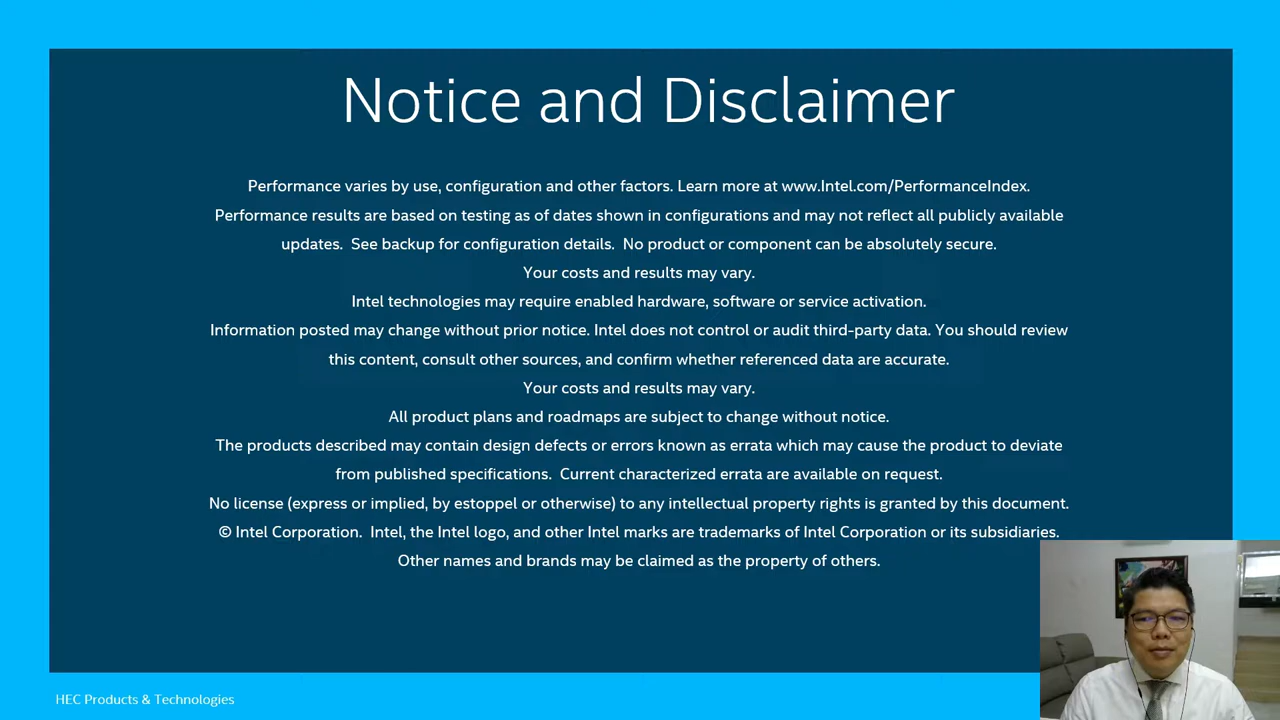 Notice and Disclaimer
Performance varies by use, configuration and other factors. Learn more at www.Intel.com/PerformanceIndex.
Performance results are based on testing as of dates shown in configurations and may not reflect all publicly available
updates.  See backup for configuration details.  No product or component can be absolutely secure.
Your costs and results may vary.
Intel technologies may require enabled hardware, software or service activation.
Information posted may change without prior notice. Intel does not control or audit third-party data. You should review
this content, consult other sources, and confirm whether referenced data are accurate.
Your costs and results may vary.
All product plans and roadmaps are subject to change without notice.
The products described may contain design defects or errors known as errata which may cause the product to deviate
from published specifications.  Current characterized errata are available on request.
No license (express or implied, by estoppel or otherwise) to any intellectual property rights is granted by this document.
© Intel Corporation.  Intel, the Intel logo, and other Intel marks are trademarks of Intel Corporation or its subsidiaries.
Other names and brands may be claimed as the property of others.
HEC Products & Technologies